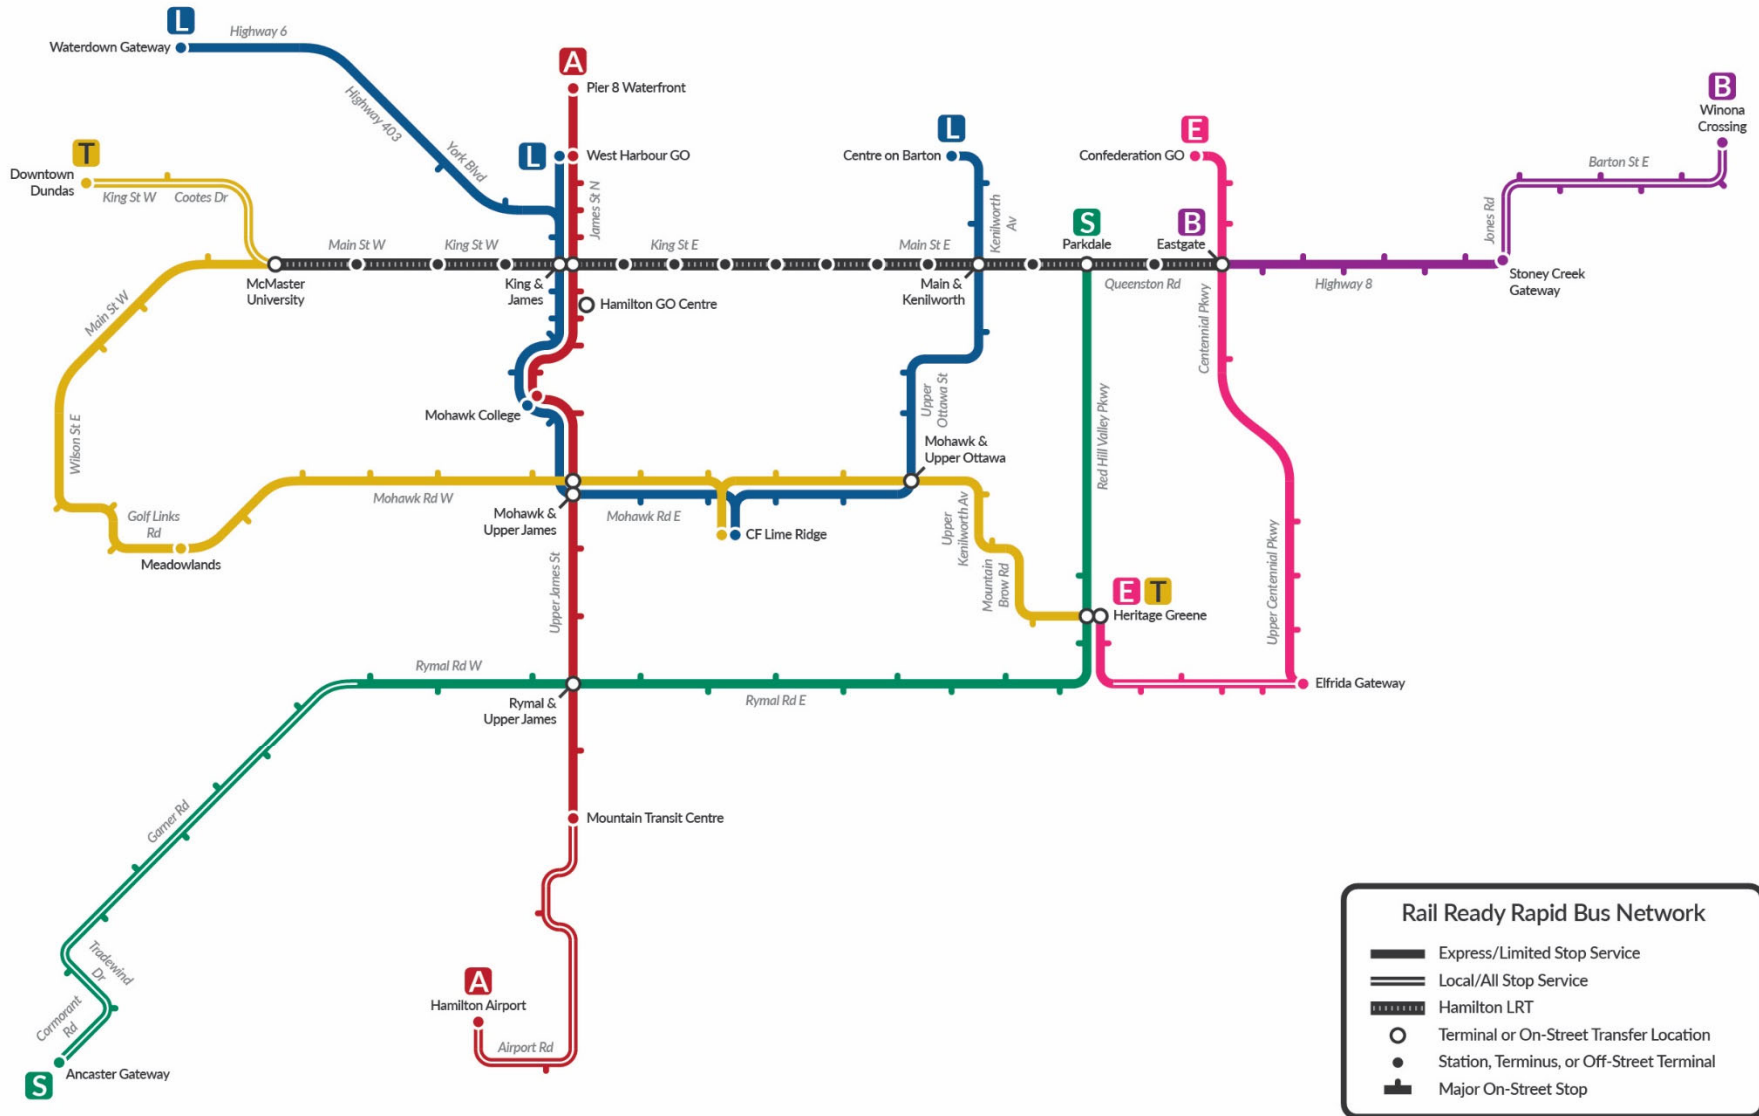 L
Waterdown Gateway
Highway 6
A
Pier 8 Waterfront
B
Winona
Crossing
Highway 403
York Blvd
L
West Harbour GO
L
Centre on Barton
E
Confederation GO
T
Downtown
Dundas
King St W
Cootes Dr
James St N
Kenilworth
Av
Barton St E
Jones Rd
Main St W
King St W
King St E
Main St E
S
Parkdale
B
Eastgate
McMaster
University
King &
James
Hamilton GO Centre
Main &
Kenilworth
Queenston Rd
Highway 8
Stoney Creek
Gateway
Main St W
Centennial Pkwy
Wilson St E
Mohawk College
Upper
Ottawa St
Red Hill Valley Pkwy
Mohawk &
Upper Ottawa
Mohawk Rd W
Golf Links
Rd
Meadowlands
Mohawk &
Upper James
Mohawk Rd E
CF Lime Ridge
Upper
Kenilworth Av
Mountain
Brow Rd
Upper James St
Upper Centennial Pkwy
E
T
Heritage Greene
Rymal Rd W
Rymal &
Upper James
Rymal Rd E
Elfrida Gateway
Garner Rd
Mountain Transit Centre
Tradewind
Dr
Cormorant
Rd
A
Hamilton Airport
Airport Rd
S
Ancaster Gateway
Rail Ready Rapid Bus Network
Express/Limited Stop Service
Local/All Stop Service
Hamilton LRT
Terminal or On-Street Transfer Location
Station, Terminus, or Off-Street Terminal
Major On-Street Stop